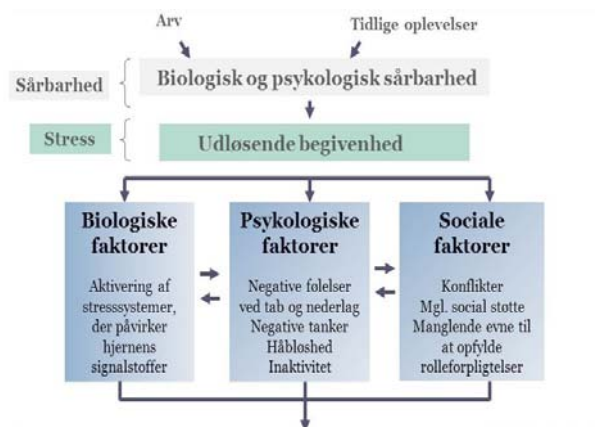 Arv
Tidlige oplevelser
Sårbarhed
Biologisk og psykologisk sårbarhed
Stress
Udløsende begivenhed
Biologiske
faktorer
Aktivering af
stresssystemer,
der påvirker
hjernens
signalstoffer
Psykologiske
faktorer
Negative følelser
ved tab og nederlag
Negative tanker
Håbløshed
Inaktivitet
Sociale
faktorer
Konflikter
Mgl. social støtte
Manglende evne til
at opfylde
rolleforpligtelser